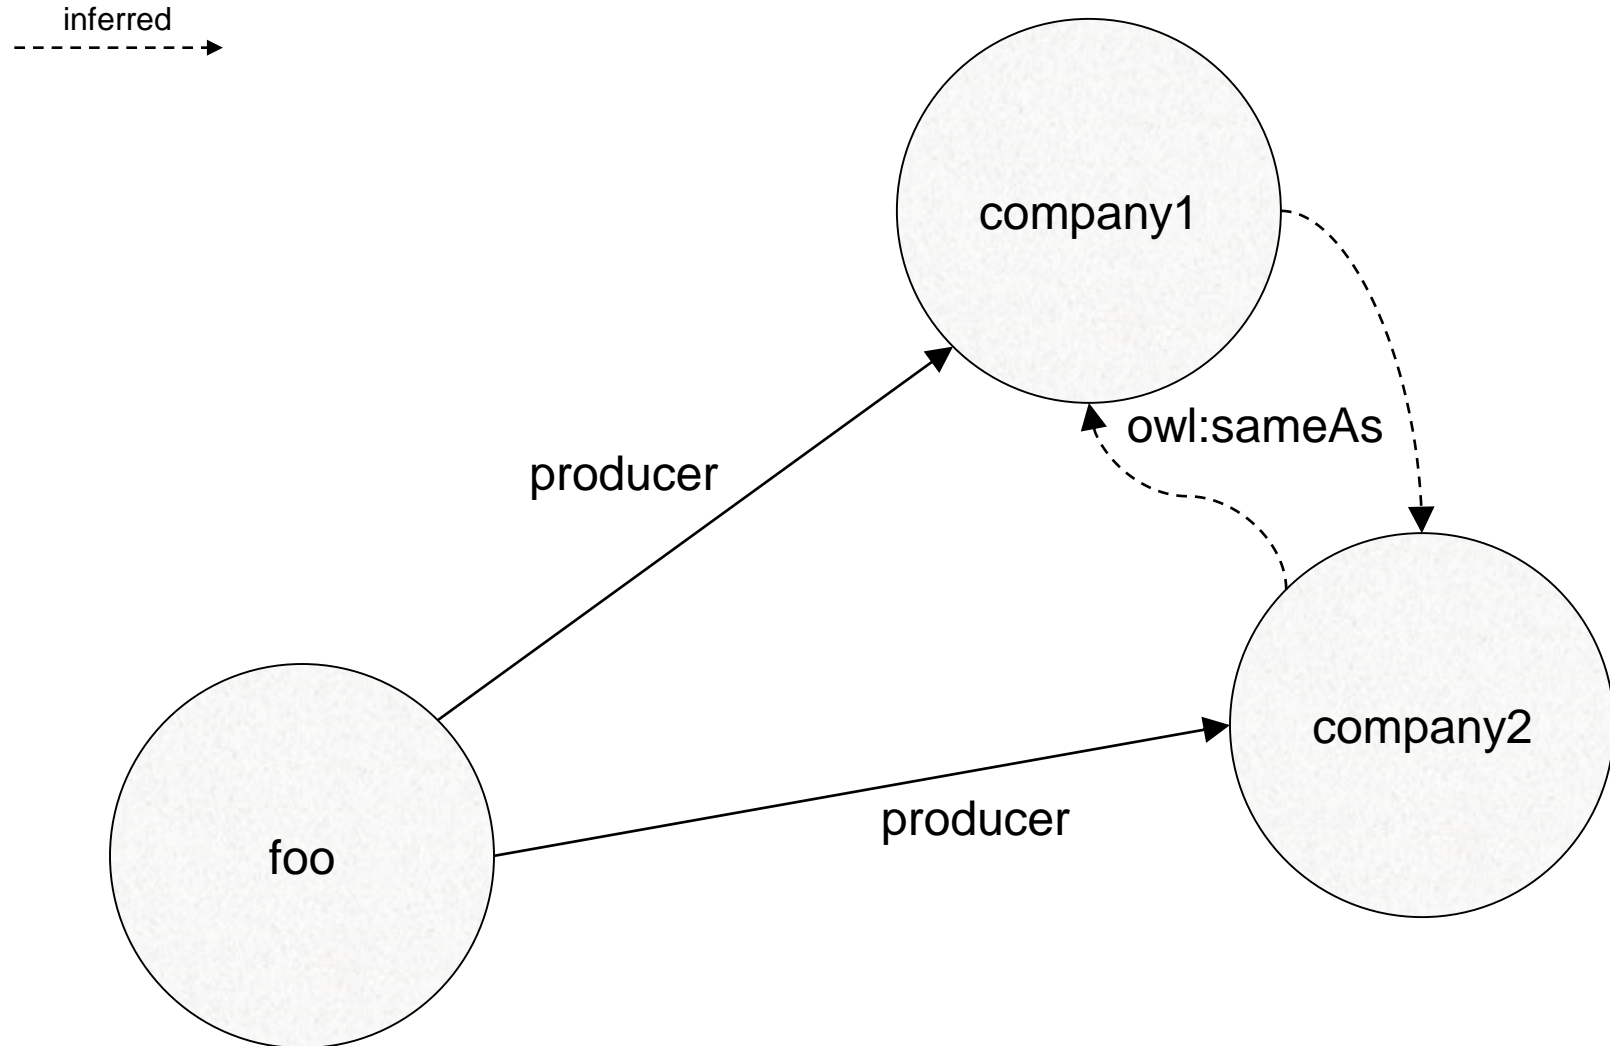 inferred
company1
owl:sameAs
producer
company2
producer
foo